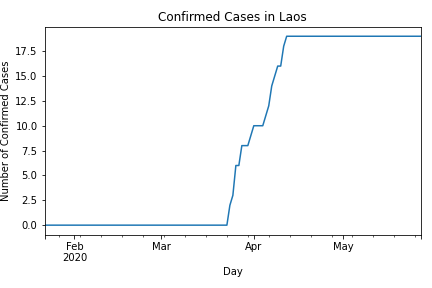 Confirmed Cases in Laos
Number of Confirmed Cases
17.5
15.0
12.5
10.0
7.5
5.0
2.5
0.0
Feb Mar Apr May
2020
Day